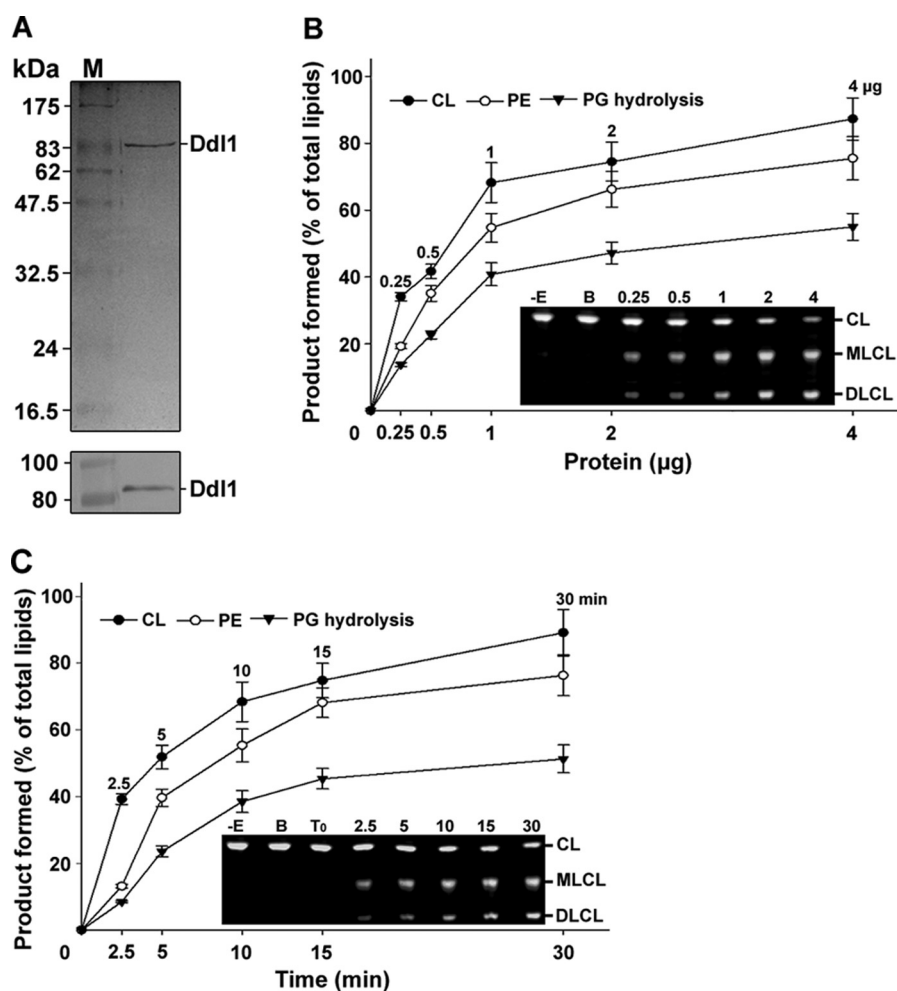 A
kDa M
175
83
62
47.5
32.5
24
16.5
Ddl1
100
80
Ddl1
B
Product formed (% of total lipids)
100
80
60
40
20
0
0.25
0.5
1
2
4
Protein (µg)
CL PE PG hydrolysis
0.25
0.5
1
2
4 µg
-E B 0.25 0.5 1 2 4
CL
MLCL
DLCL
C
Product formed (% of total lipids)
100
80
60
40
20
0
2.5
5
10
15
30
Time (min)
CL PE PG hydrolysis
2.5
5
10
15
30 min
-E B T0 2.5 5 10 15 30
CL
MLCL
DLCL